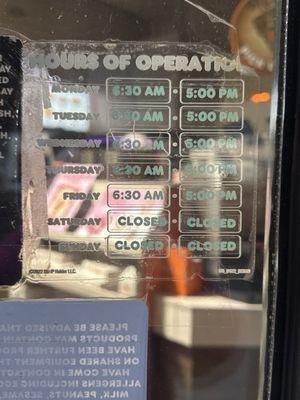 HOURS OF OPERATION
MONDAY 6:30 AM • 5:00 PM
TUESDAY 6:30 AM • 5:00 PM
WEDNESDAY 6:30 AM • 5:00 PM
THURSDAY 6:30 AM • 5:00 PM
FRIDAY 6:30 AM • 5:00 PM
SATURDAY CLOSED • CLOSED
SUNDAY CLOSED • CLOSED
PLEASE BE ADVISED THA
PRODUCTS MAY CONTAIN
HAVE BEEN FURTHER PRO
ON SHARED EQUIPMENT
HAVE COME IN CONTACT
ALLERGENS INCLUDING
MILK, PEANUTS, SESAME,